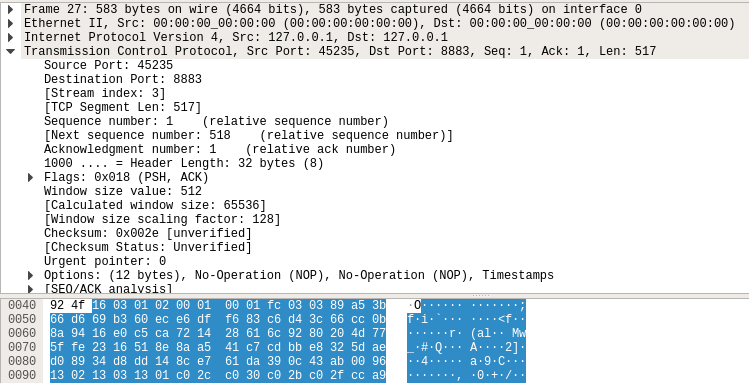 Frame 27: 583 bytes on wire (4664 bits), 583 bytes captured (4664 bits) on interface 0
Ethernet II, Src: 00:00:00_00:00:00 (00:00:00:00:00:00), Dst: 00:00:00_00:00:00 (00:00:00:00:00:00)
Internet Protocol Version 4, Src: 127.0.0.1, Dst: 127.0.0.1
Transmission Control Protocol, Src Port: 45235, Dst Port: 8883, Seq: 1, Ack: 1, Len: 517
Source Port: 45235
Destination Port: 8883
[Stream index: 3]
[TCP Segment Len: 517]
Sequence number: 1    (relative sequence number)
[Next sequence number: 518    (relative sequence number)]
Acknowledgment number: 1    (relative ack number)
1000 .... = Header Length: 32 bytes (8)
Flags: 0x018 (PSH, ACK)
Window size value: 512
[Calculated window size: 65536]
[Window size scaling factor: 128]
Checksum: 0x002e [unverified]
[Checksum Status: Unverified]
Urgent pointer: 0
Options: (12 bytes), No-Operation (NOP), No-Operation (NOP), Timestamps
[SEQ/ACK analysis]
0040  92 4f 16 03 01 02 00 01  00 01 fc 03 03 89 a5 3b   ·O······ ·······;
0050  66 d6 69 b3 60 ec e6 df  f6 83 c6 d4 3c 66 cc 0b   f·i·`··· ····<f··
0060  8a 94 16 e0 c5 ca 72 14  28 61 6c 92 80 20 4d 77   ······r· (al·· Mw
0070  5f fe 23 16 51 8e 8a a5  41 c7 cd bb e8 32 5d ae   _·#·Q··· A····2]·
0080  d0 89 34 d8 dd 14 8c e7  61 da 39 0c 43 ab 00 96   ··4····· a·9·C···
0090  13 02 13 03 13 01 c0 2c  c0 30 c0 2b c0 2f cc a9   ·······, ·0·+·/··